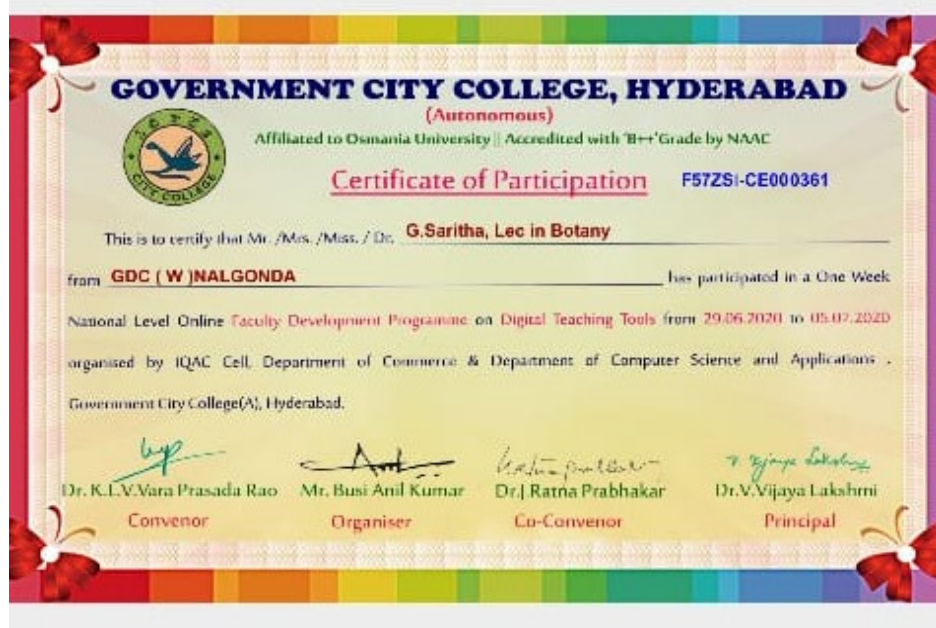 GOVERNMENT CITY COLLEGE, HYDERABAD
(Autonomous)
Affiliated to Osmania University || Accredited with 'B++' Grade by NAAC
CITY COLLEGE
Certificate of Participation F57ZSI-CE000361
This is to certify that Mr. /Mrs. /Miss. / Dr. G.Saritha, Lec in Botany
from GDC ( W )NALGONDA has participated in a One Week
National Level Online Faculty Development Programme on Digital Teaching Tools from 29.06.2020 to 05.07.2020
organised by IQAC Cell, Department of Commerce & Department of Computer Science and Applications .
Government City College(A), Hyderabad.
V Vijaya Lakshmi
Dr. K.L.V.Vara Prasada Rao Mr. Busi Anil Kumar Dr.J.Ratna Prabhakar Dr.V.Vijaya Lakshmi
Convenor Organiser Co-Convenor Principal